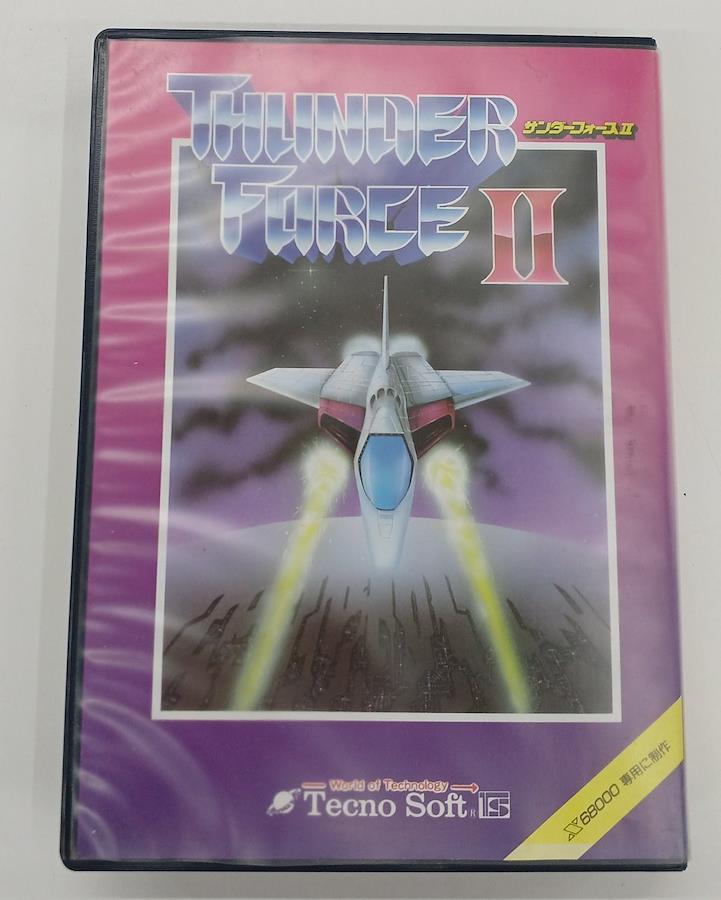 THUNDER
FORCE II
サンダーフォースII
World of Technology
Tecno Soft® TS
X68000 専用に制作